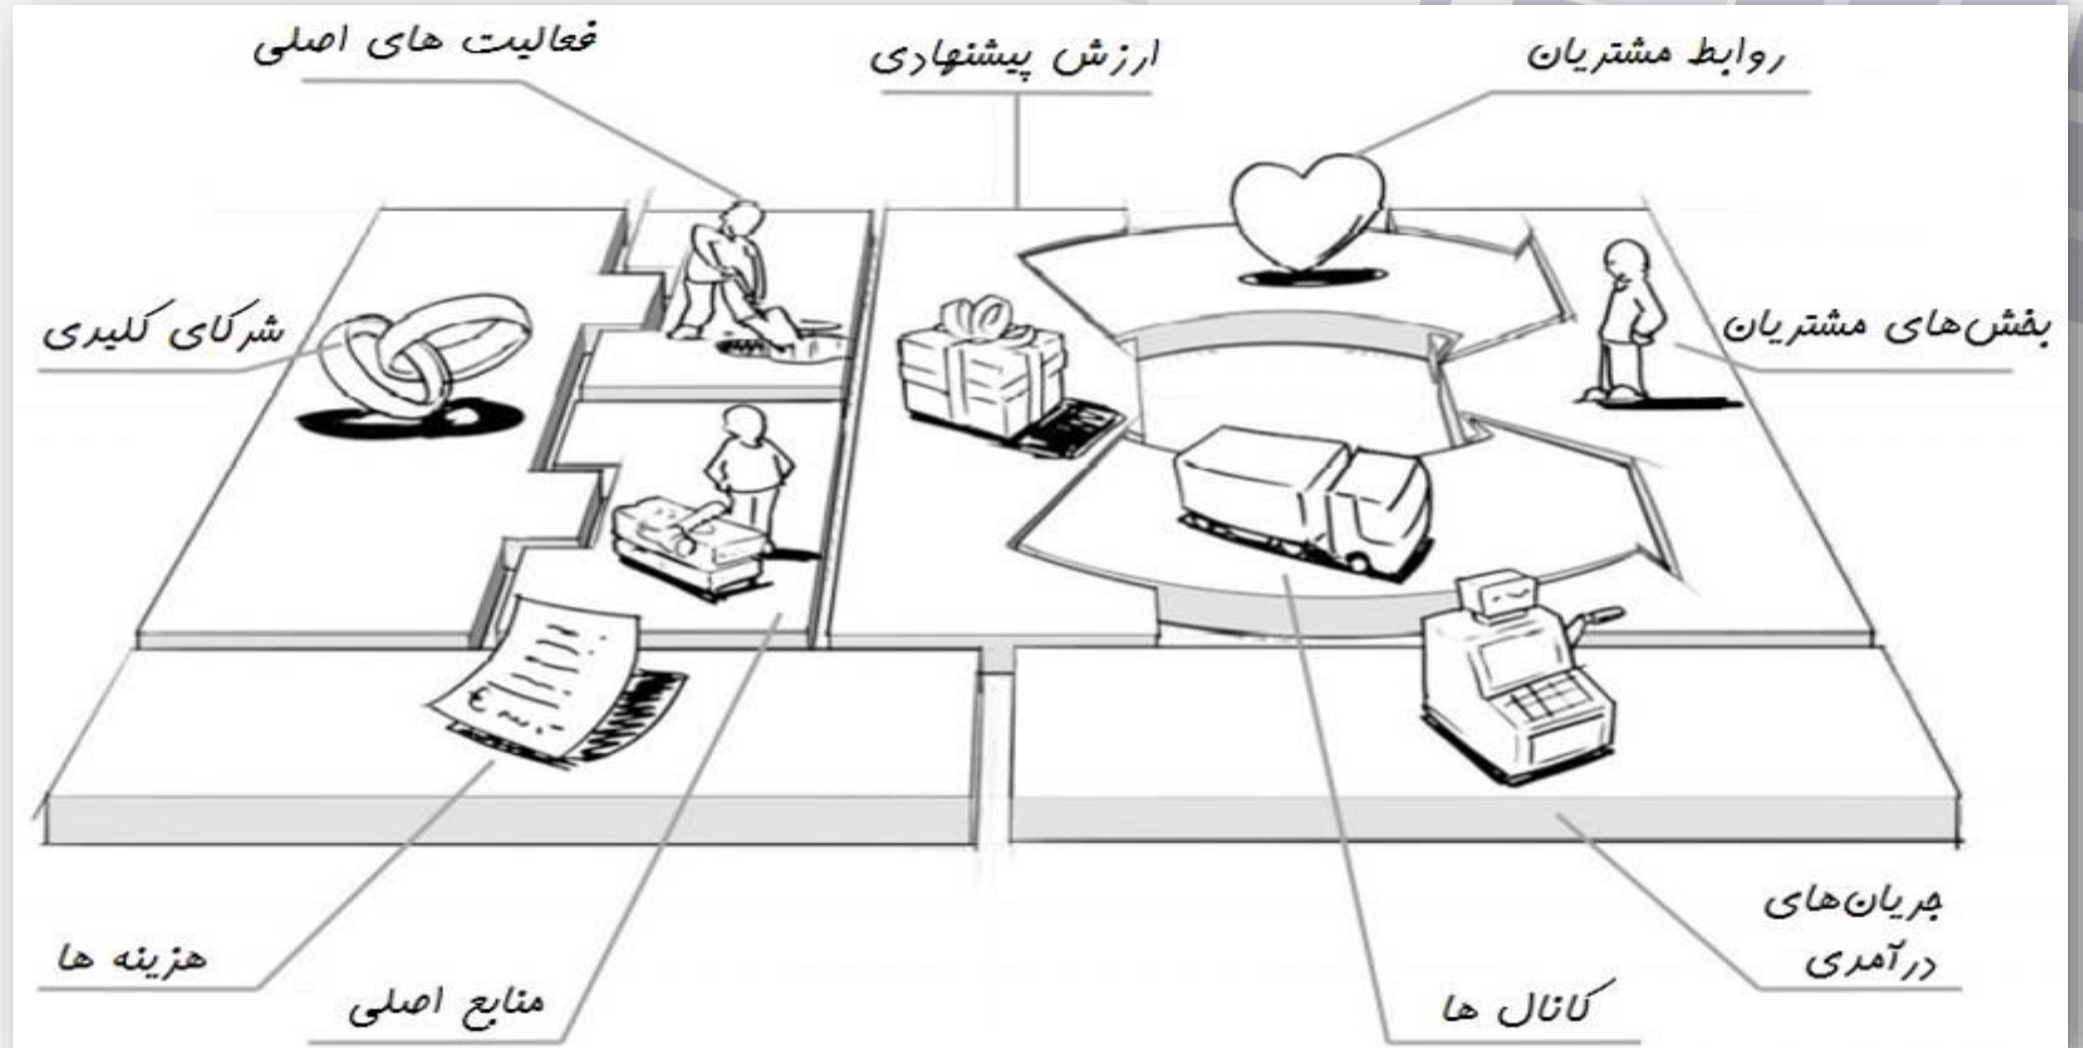 روابط مشتریان
ارزش پیشنهادی
فعالیت های اصلی
بخش‌های مشتریان
شرکای کلیدی
جریان‌های
درآمدی
کانال ها
منابع اصلی
هزینه ها